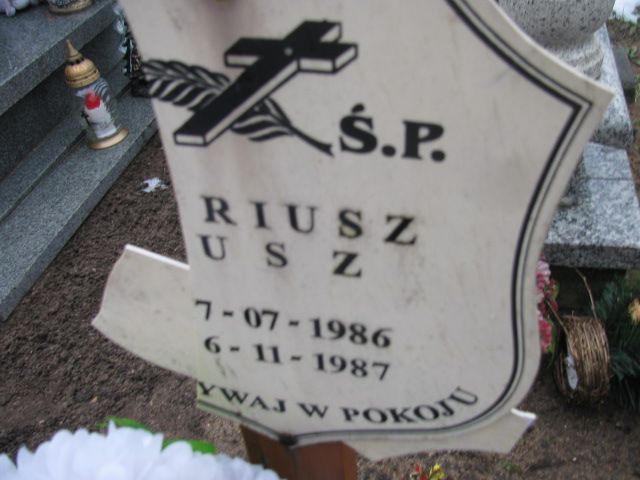 Ś.P.
RIUSZ
USZ
7-07-1986
6-11-1987
YWAJ W POKOJU